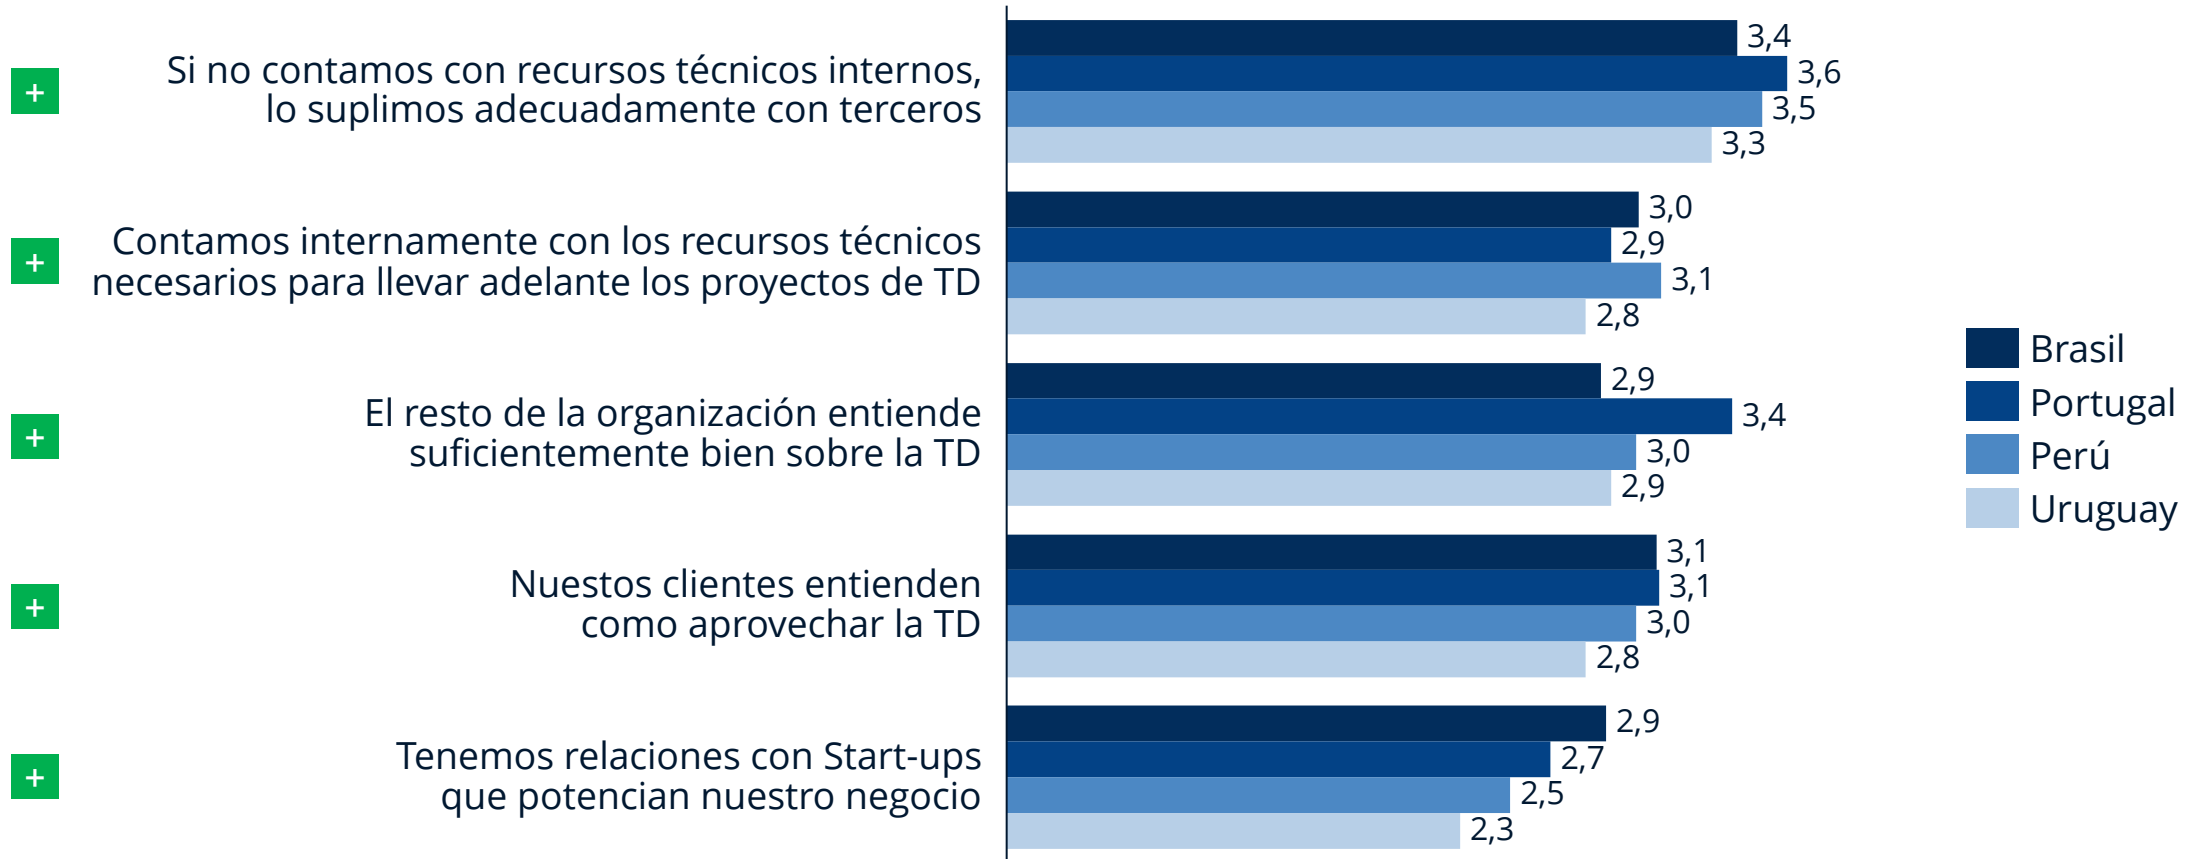 +
Si no contamos con recursos técnicos internos,
lo suplimos adecuadamente con terceros
3,4
3,6
3,5
3,3
+
Contamos internamente con los recursos técnicos
necesarios para llevar adelante los proyectos de TD
3,0
2,9
3,1
2,8
+
El resto de la organización entiende
suficientemente bien sobre la TD
2,9
3,4
3,0
2,9
+
Nuestos clientes entienden
como aprovechar la TD
3,1
3,1
3,0
2,8
+
Tenemos relaciones con Start-ups
que potencian nuestro negocio
2,9
2,7
2,5
2,3
Brasil
Portugal
Perú
Uruguay